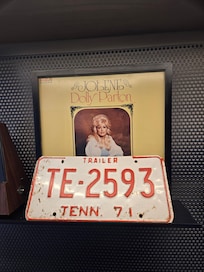 JOLENE
Dolly Parton
TRAILER
TE-2593
TENN. 71